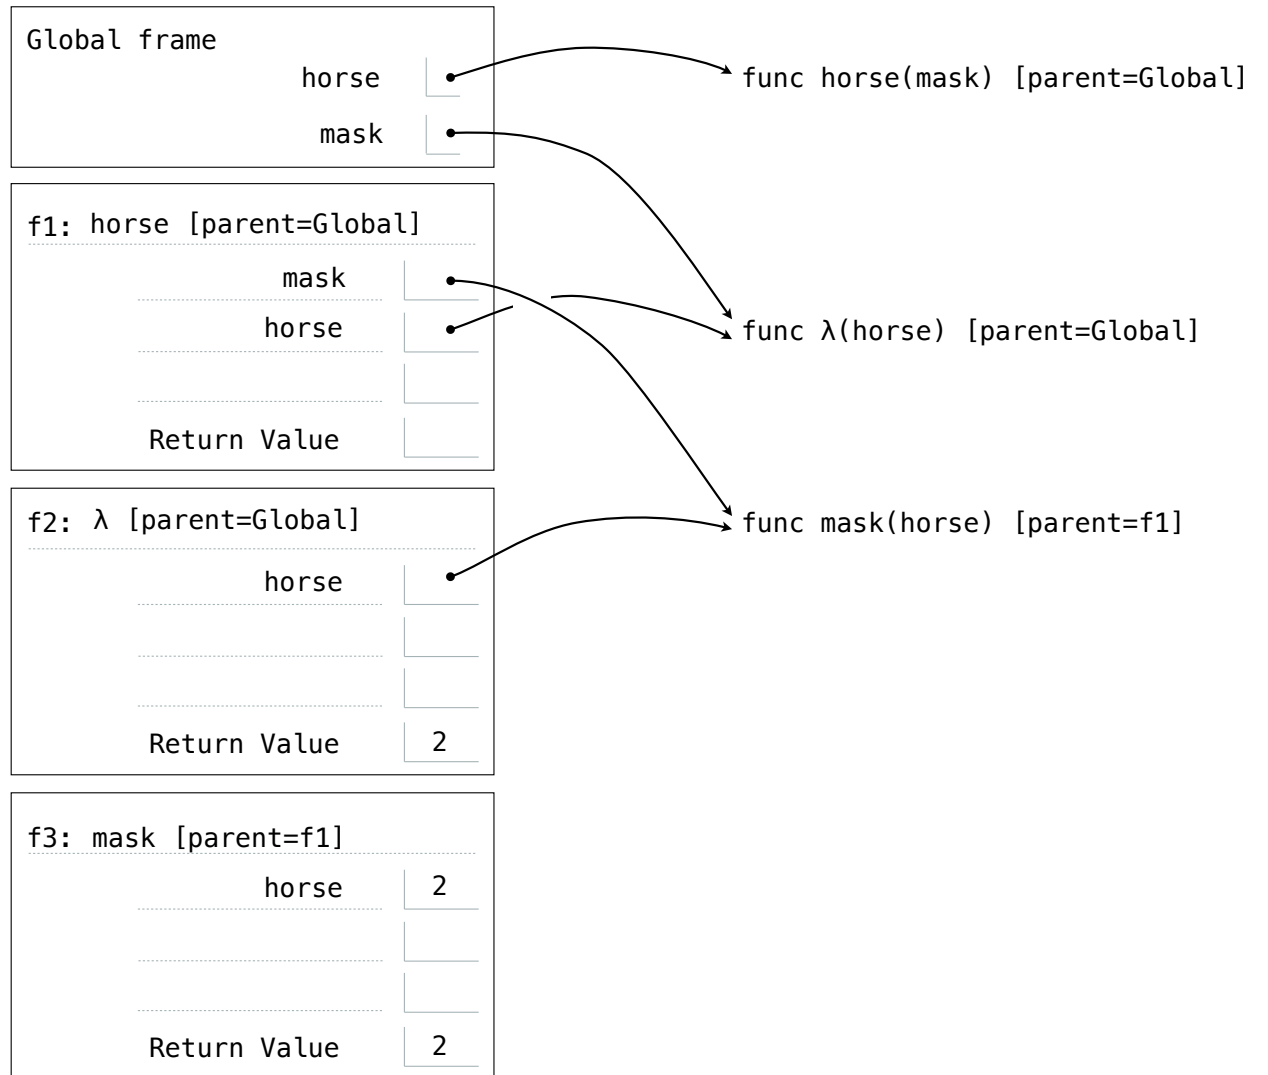 Global frame
horse
func horse(mask) [parent=Global]
mask
f1: horse [parent=Global]
mask
horse
func λ(horse) [parent=Global]
Return Value
f2: λ [parent=Global]
func mask(horse) [parent=f1]
horse
Return Value 2
f3: mask [parent=f1]
horse 2
Return Value 2